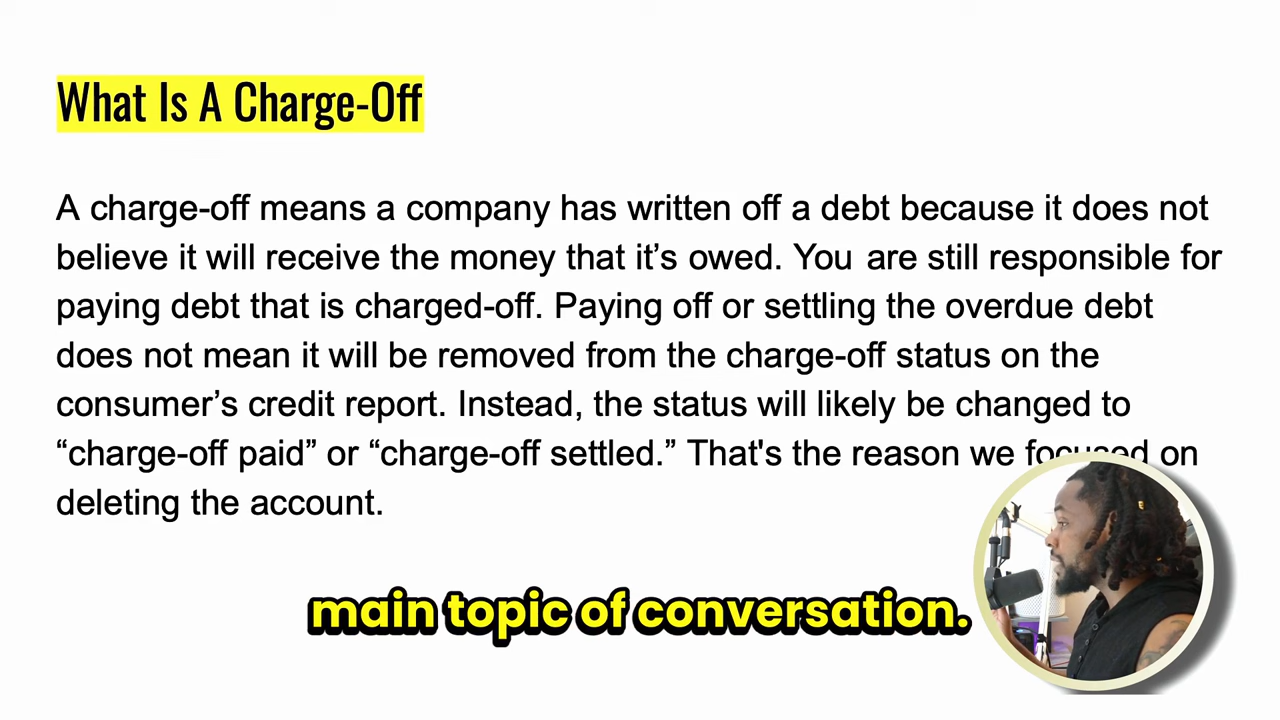 What Is A Charge-Off
A charge-off means a company has written off a debt because it does not
believe it will receive the money that it’s owed. You are still responsible for
paying debt that is charged-off. Paying off or settling the overdue debt
does not mean it will be removed from the charge-off status on the
consumer’s credit report. Instead, the status will likely be changed to
“charge-off paid” or “charge-off settled.” That's the reason we focused on
deleting the account.
main topic of conversation.